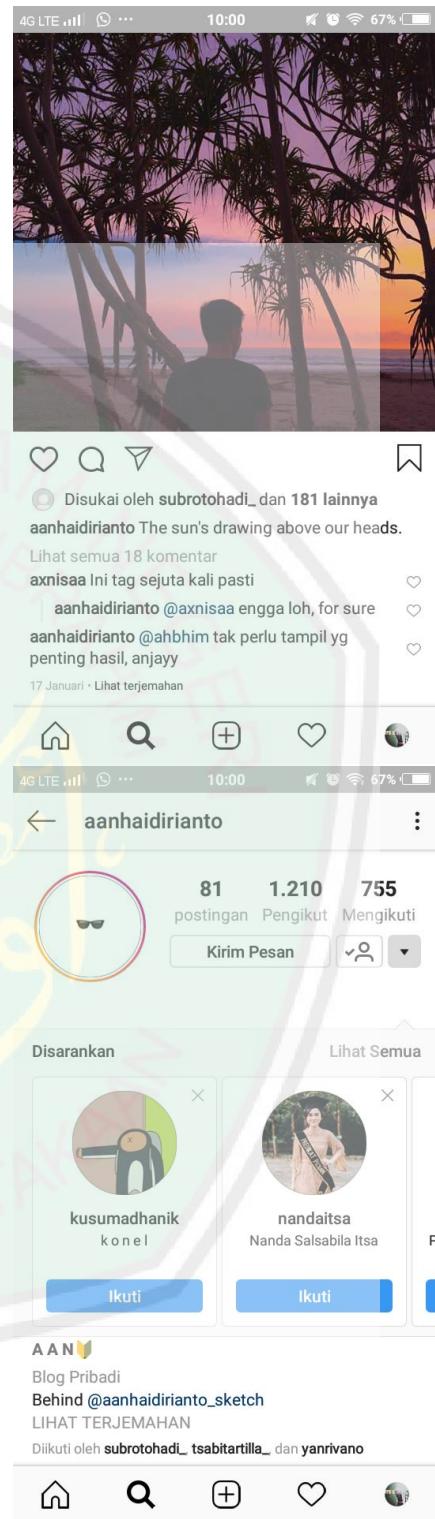 4G LTE ... 10:00 67%
Disukai oleh subrotohadi_ dan 181 lainnya
aanhaidirianto The sun's drawing above our heads.
Lihat semua 18 komentar
axnisaa Ini tag sejuta kali pasti
aanhaidirianto @axnisaa engga loh, for sure
aanhaidirianto @ahbhim tak perlu tampil yg
penting hasil, anjayy
17 Januari • Lihat terjemahan
4G LTE ... 10:00 67%
aanhaidirianto
81 1.210 755
postingan Pengikut Mengikuti
Kirim Pesan
Disarankan Lihat Semua
kusumadhanik nandaitsa
k o n e l Nanda Salsabila Itsa
Ikuti Ikuti
A A N
Blog Pribadi
Behind @aanhaidirianto_sketch
LIHAT TERJEMAHAN
Diikuti oleh subrotohadi_, tsabitartilla_, dan yanrivano